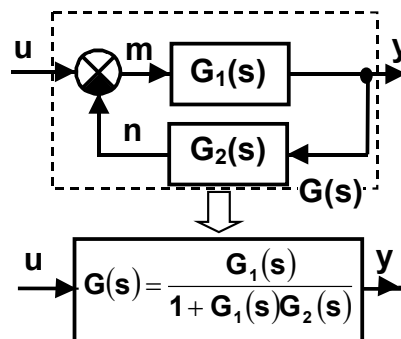 u m G₁(s) y
n G₂(s)
G(s)
u G(s) = G₁(s) / (1 + G₁(s)G₂(s)) y